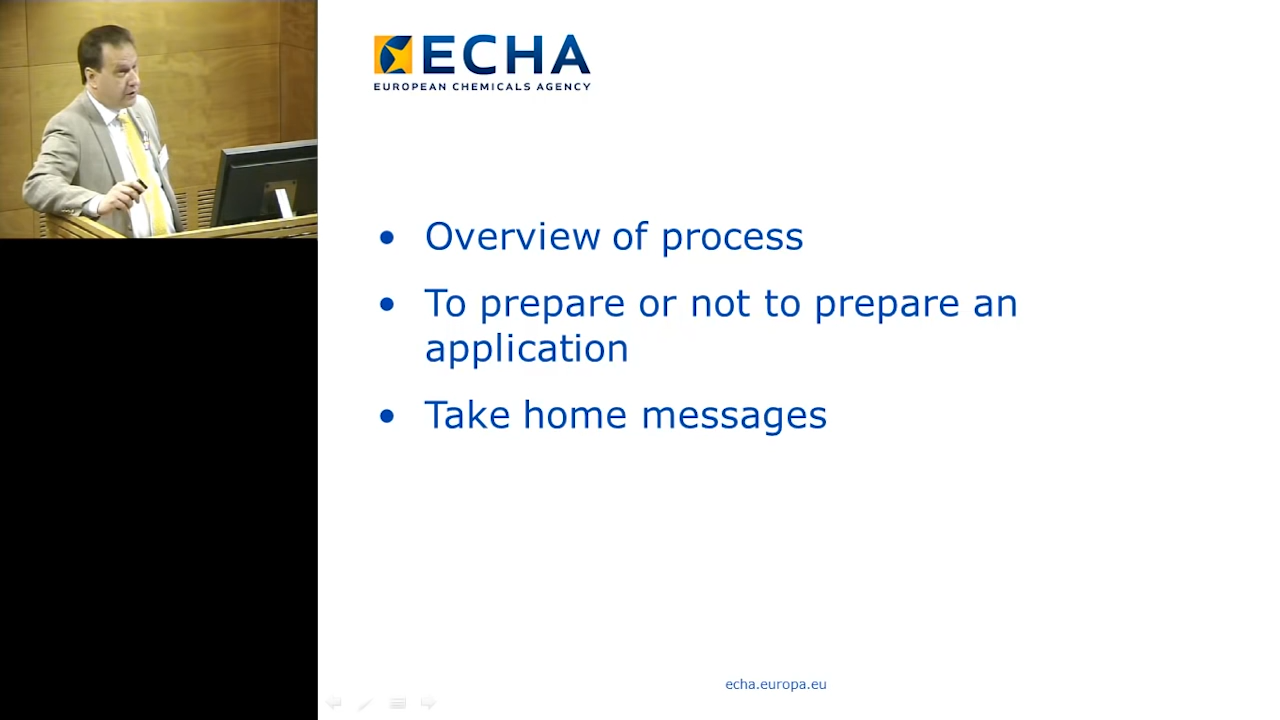 ECHA
EUROPEAN CHEMICALS AGENCY
• Overview of process
• To prepare or not to prepare an
application
• Take home messages
echa.europa.eu